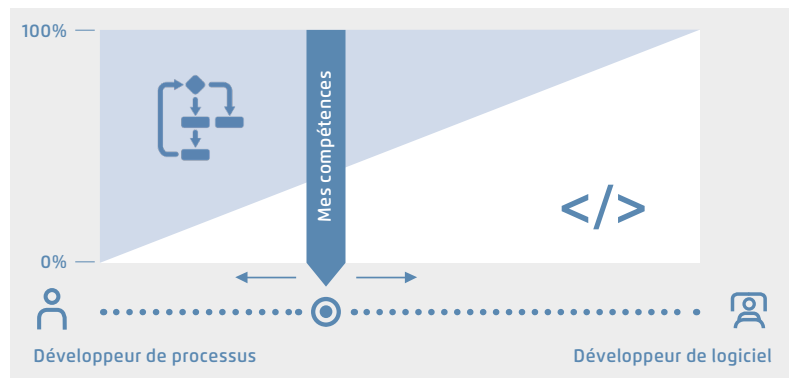 100%
Mes compétences
</>
0%
Développeur de processus
Développeur de logiciel